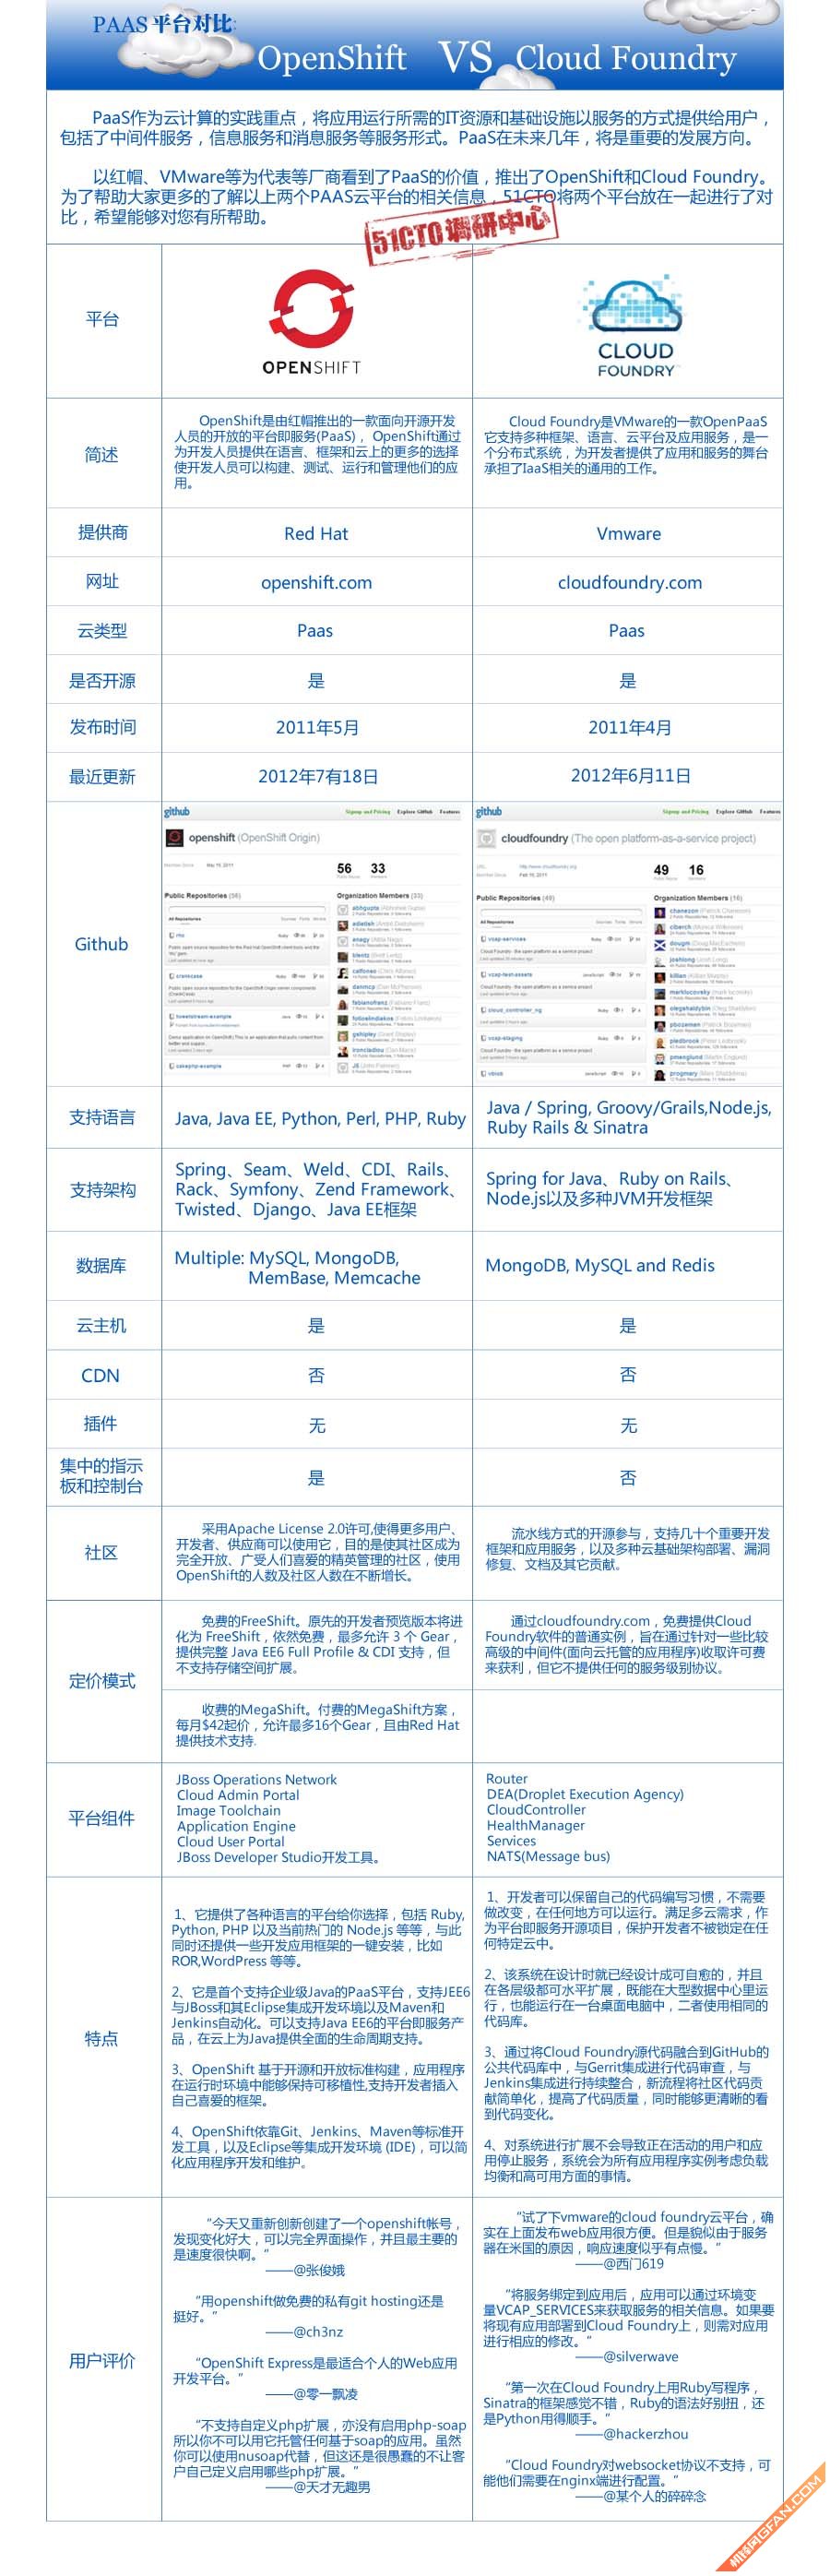 PAAS 平台对比:
OpenShift VS Cloud Foundry
PaaS作为云计算的实践重点，将应用运行所需的IT资源和基础设施以服务的方式提供给用户，
包括了中间件服务，信息服务和消息服务等服务形式。PaaS在未来几年，将是重要的发展方向。
以红帽、VMware等为代表等厂商看到了PaaS的价值，推出了OpenShift和Cloud Foundry。
为了帮助大家更多的了解以上两个PAAS云平台的相关信息，51CTO将两个平台放在一起进行了对
比，希望能够对您有所帮助。
51CTO调研中心
平台
OPENSHIFT
CLOUD
FOUNDRY
简述
OpenShift是由红帽推出的一款面向开源开发
人员的开放的平台即服务(PaaS)， OpenShift通过
为开发人员提供在语言、框架和云上的更多的选择
使开发人员可以构建、测试、运行和管理他们的应
用。
Cloud Foundry是VMware的一款OpenPaaS
它支持多种框架、语言、云平台及应用服务，是一
个分布式系统，为开发者提供了应用和服务的舞台
承担了IaaS相关的通用的工作。
提供商
Red Hat
Vmware
网址
openshift.com
cloudfoundry.com
云类型
Paas
Paas
是否开源
是
是
发布时间
2011年5月
2011年4月
最近更新
2012年7有18日
2012年6月11日
Github
github
Signup and Pricing Explore GitHub Features
openshift (OpenShift Origin)
56 33
Public Repositories (56)
Organization Members (33)
github
Signup and Pricing Explore GitHub Features
cloudfoundry (The open platform-as-a-service project)
49 16
Public Repositories (49)
Organization Members (16)
支持语言
Java, Java EE, Python, Perl, PHP, Ruby
Java / Spring, Groovy/Grails,Node.js,
Ruby Rails & Sinatra
支持架构
Spring、Seam、Weld、CDI、Rails、
Rack、Symfony、Zend Framework、
Twisted、Django、Java EE框架
Spring for Java、Ruby on Rails、
Node.js以及多种JVM开发框架
数据库
Multiple: MySQL, MongoDB,
MemBase, Memcache
MongoDB, MySQL and Redis
云主机
是
是
CDN
否
否
插件
无
无
集中的指示
板和控制台
是
否
社区
采用Apache License 2.0许可,使得更多用户、
开发者、供应商可以使用它，目的是使其社区成为
完全开放、广受人们喜爱的精英管理的社区，使用
OpenShift的人数及社区人数在不断增长。
流水线方式的开源参与，支持几十个重要开发
框架和应用服务，以及多种云基础架构部署、漏洞
修复、文档及其它贡献。
定价模式
免费的FreeShift。原先的开发者预览版本将进
化为 FreeShift，依然免费，最多允许 3 个 Gear，
提供完整 Java EE6 Full Profile & CDI 支持，但
不支持存储空间扩展。
通过cloudfoundry.com，免费提供Cloud
Foundry软件的普通实例，旨在通过针对一些比较
高级的中间件(面向云托管的应用程序)收取许可费
来获利，但它不提供任何的服务级别协议。
收费的MegaShift。付费的MegaShift方案，
每月$42起价，允许最多16个Gear，且由Red Hat
提供技术支持.
平台组件
JBoss Operations Network
Cloud Admin Portal
Image Toolchain
Application Engine
Cloud User Portal
JBoss Developer Studio开发工具。
Router
DEA(Droplet Execution Agency)
CloudController
HealthManager
Services
NATS(Message bus)
特点
1、它提供了各种语言的平台给你选择，包括 Ruby,
Python, PHP 以及当前热门的 Node.js 等等，与此
同时还提供一些开发应用框架的一键安装，比如
ROR,WordPress 等等。
2、它是首个支持企业级Java的PaaS平台，支持JEE6
与JBoss和其Eclipse集成开发环境以及Maven和
Jenkins自动化。可以支持Java EE6的平台即服务产
品，在云上为Java提供全面的生命周期支持。
3、OpenShift 基于开源和开放标准构建，应用程序
在运行时环境中能够保持可移植性,支持开发者插入
自己喜爱的框架。
4、OpenShift依靠Git、Jenkins、Maven等标准开
发工具，以及Eclipse等集成开发环境 (IDE)，可以简
化应用程序开发和维护。
1、开发者可以保留自己的代码编写习惯，不需要
做改变，在任何地方可以运行。满足多云需求，作
为平台即服务开源项目，保护开发者不被锁定在任
何特定云中。
2、该系统在设计时就已经设计成可自愈的，并且
在各层级都可水平扩展，既能在大型数据中心里运
行，也能运行在一台桌面电脑中，二者使用相同的
代码库。
3、通过将Cloud Foundry源代码融合到GitHub的
公共代码库中，与Gerrit集成进行代码审查，与
Jenkins集成进行持续整合，新流程将社区代码贡
献简单化，提高了代码质量，同时能够更清晰的看
到代码变化。
4、对系统进行扩展不会导致正在活动的用户和应
用停止服务，系统会为所有应用程序实例考虑负载
均衡和高可用方面的事情。
用户评价
“今天又重新创新创建了一个openshift帐号，
发现变化好大，可以完全界面操作，并且最主要的
是速度很快啊。”
——@张俊娥
“用openshift做免费的私有git hosting还是
挺好。”
——@ch3nz
“OpenShift Express是最适合个人的Web应用
开发平台。”
——@零一飘凌
“不支持自定义php扩展，亦没有启用php-soap
所以你不可以用它托管任何基于soap的应用。虽然
你可以使用nusoap代替，但这还是很愚蠢的不让客
户自己定义启用哪些php扩展。”
——@天才无趣男
“试了下vmware的cloud foundry云平台，确
实在上面发布web应用很方便。但是貌似由于服务
器在米国的原因，响应速度似乎有点慢。”
——@西门619
“将服务绑定到应用后，应用可以通过环境变
量VCAP_SERVICES来获取服务的相关信息。如果要
将现有应用部署到Cloud Foundry上，则需对应用
进行相应的修改。”
——@silverwave
“第一次在Cloud Foundry上用Ruby写程序，
Sinatra的框架感觉不错，Ruby的语法好别扭，还
是Python用得顺手。”
——@hackerzhou
“Cloud Foundry对websocket协议不支持，可
能他们需要在nginx端进行配置。”
——@某个人的碎碎念
机锋网GFAN.COM